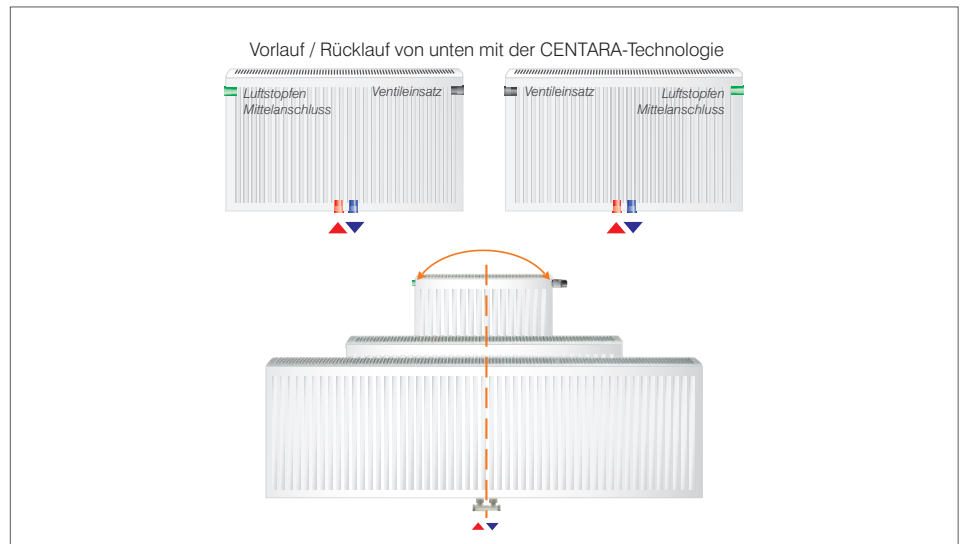 Vorlauf / Rücklauf von unten mit der CENTARA-Technologie
Luftstopfen
Mittelanschluss
Ventileinsatz
Ventileinsatz
Luftstopfen
Mittelanschluss